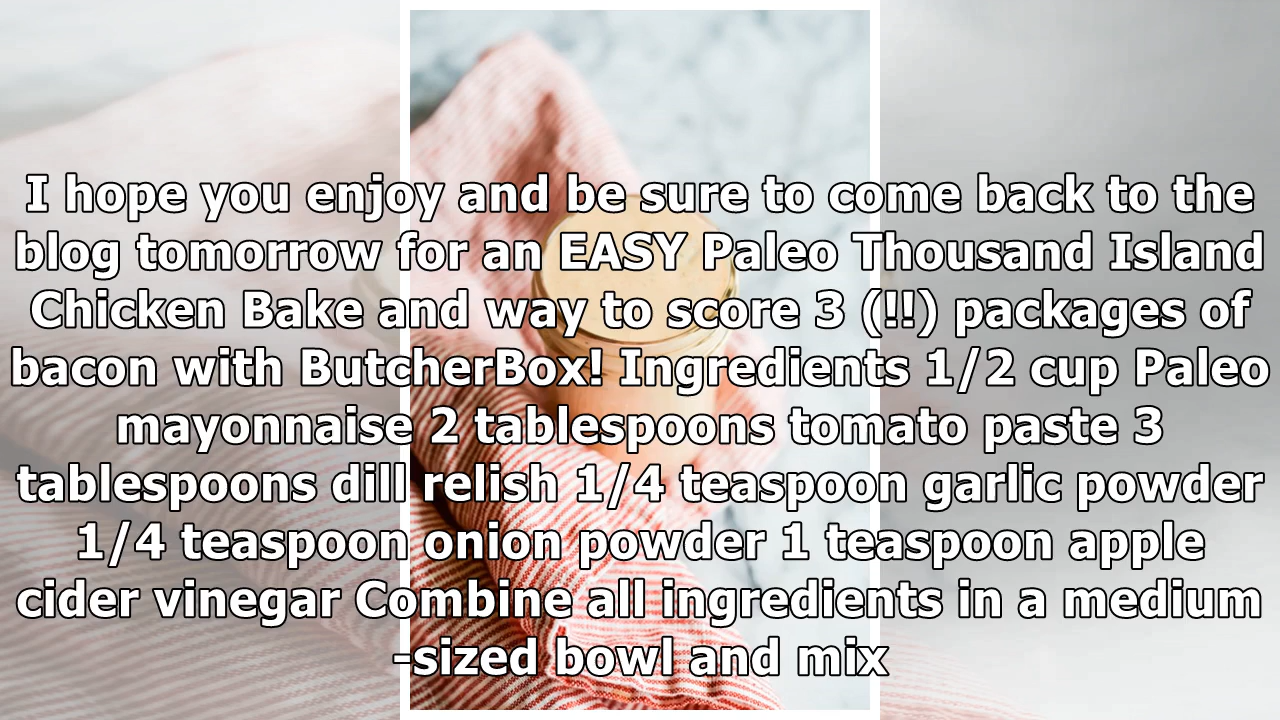 I hope you enjoy and be sure to come back to the
blog tomorrow for an EASY Paleo Thousand Island
Chicken Bake and way to score 3 (!!) packages of
bacon with ButcherBox! Ingredients 1/2 cup Paleo
mayonnaise 2 tablespoons tomato paste 3
tablespoons dill relish 1/4 teaspoon garlic powder
1/4 teaspoon onion powder 1 teaspoon apple
cider vinegar Combine all ingredients in a medium
-sized bowl and mix